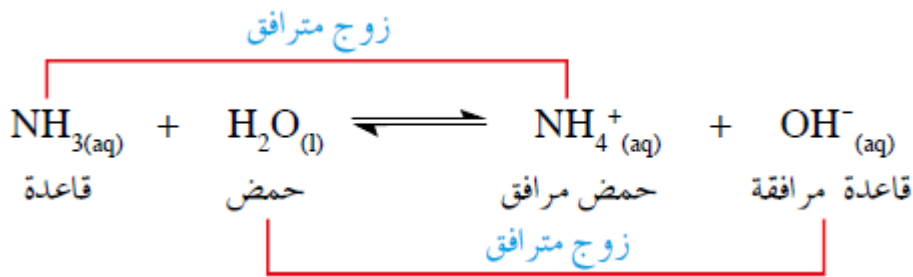 زوج مترافق
NH₃(aq) + H₂O(l) ⇌ NH₄⁺(aq) + OH⁻(aq)
قاعدة حمض حمض مرافق قاعدة مرافقة
زوج مترافق